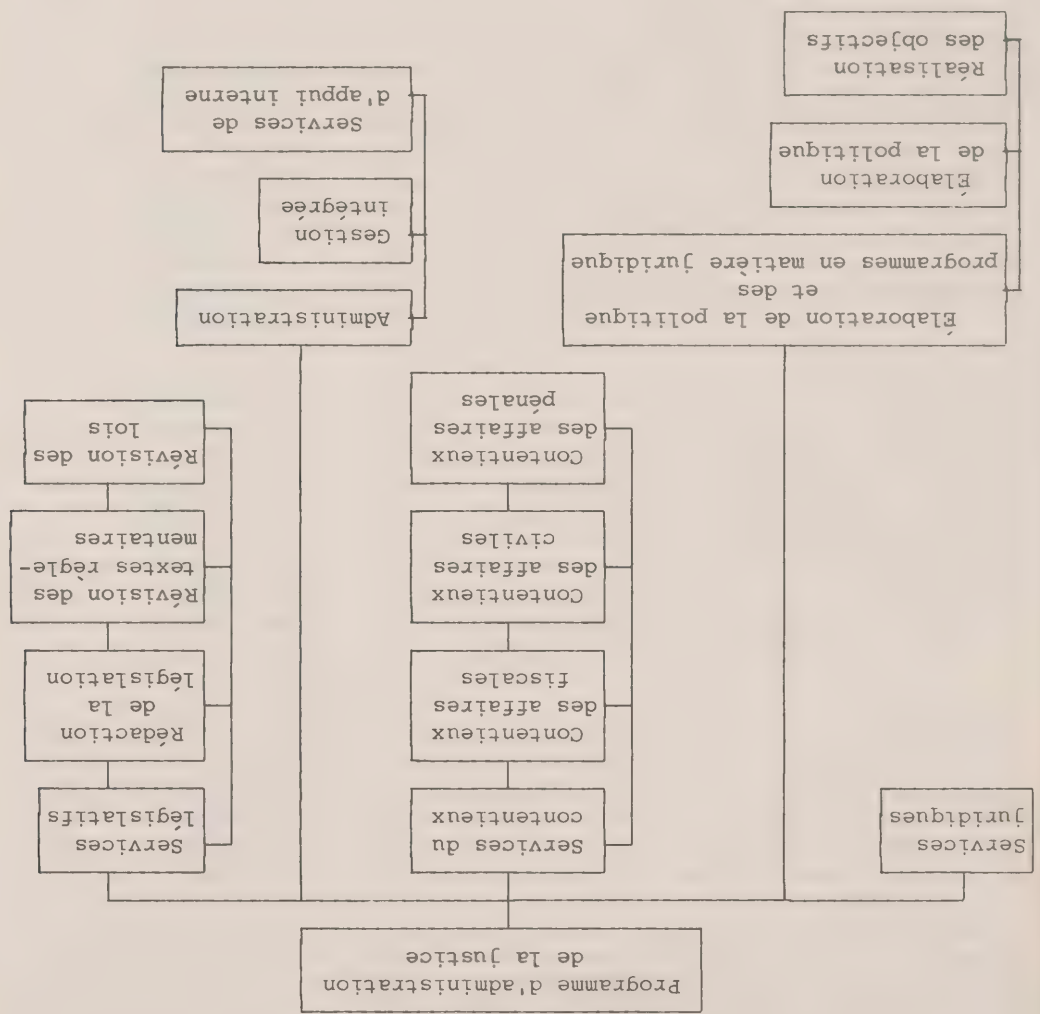 Programme d'administration
de la justice
Services
juridiques
Services du
contentieux
Services
législatifs
Contentieux
des affaires
fiscales
Rédaction
de la
législation
Contentieux
des affaires
civiles
Révision des
textes règle-
mentaires
Contentieux
des affaires
pénales
Révision des
lois
Élaboration de la politique
et des
programmes en matière juridique
Administration
Élaboration
de la politique
Gestion
intégrée
Réalisation
des objectifs
Services de
d'appui interne